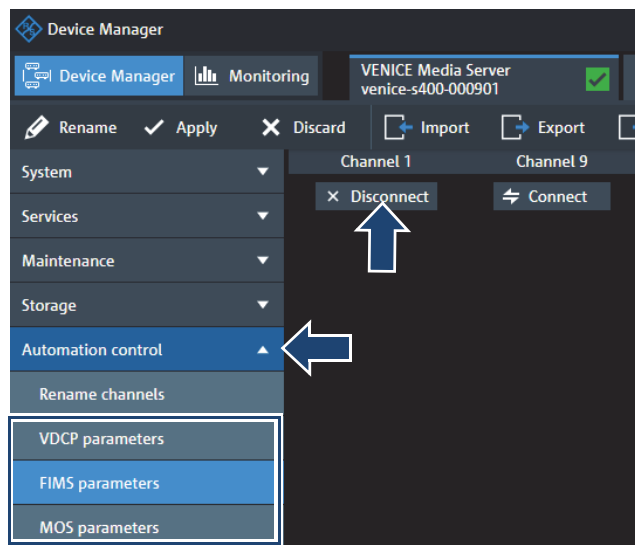 Device Manager
Device Manager
Monitoring
VENICE Media Server
venice-s400-000901
Rename
Apply
Discard
Import
Export
System
Services
Maintenance
Storage
Automation control
Rename channels
VDCP parameters
FIMS parameters
MOS parameters
Channel 1
Channel 9
Disconnect
Connect